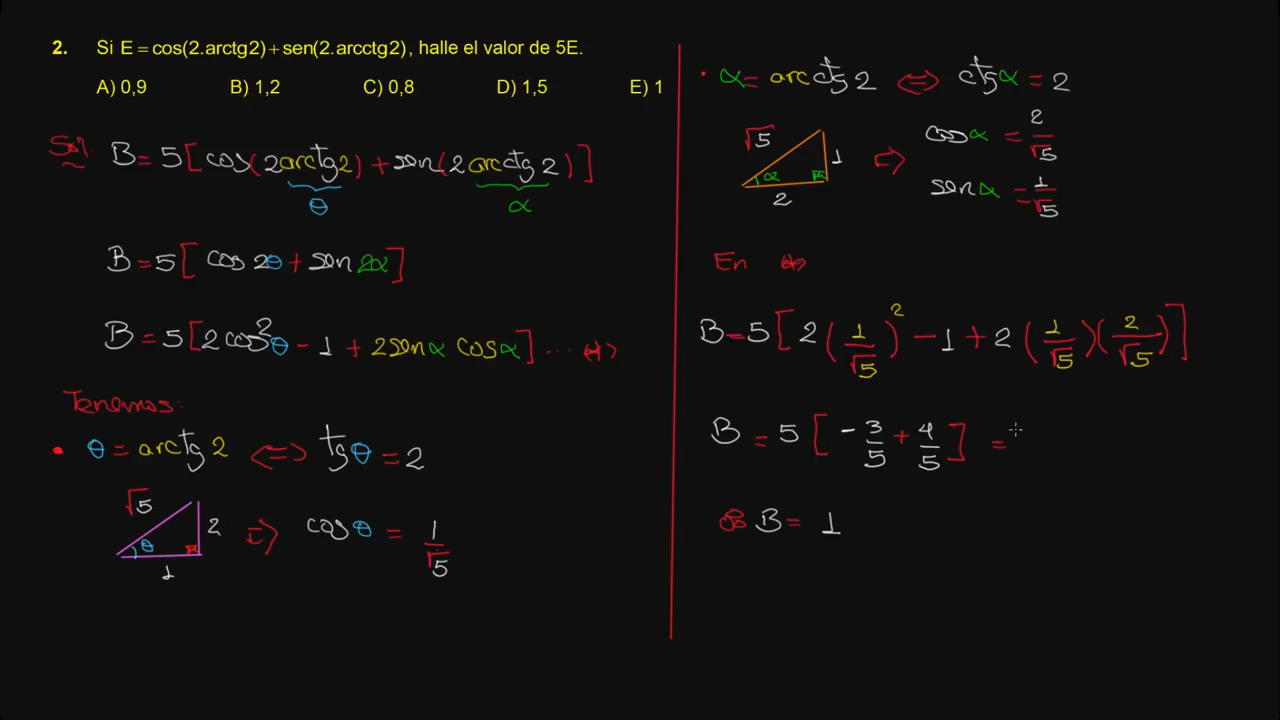 2. Si E = cos(2.arctg2) + sen(2.arcctg2), halle el valor de 5E.
A) 0,9 B) 1,2 C) 0,8 D) 1,5 E) 1
Sol.
B = 5[cos(2arctg2) + sen(2arcctg2)]
θ α
B = 5[cos2θ + sen2α]
B = 5[2cos²θ - 1 + 2senα cosα] ... (*)
Tenemos:
• θ = arctg2 ⇔ tgθ = 2
√5 2 θ 1 ⇒ cosθ = 1/√5
• α = arcctg2 ⇔ ctgα = 2
√5 1 α 2 ⇒ cosα = 2/√5
senα = 1/√5
En (*)
B = 5[2(1/√5)² - 1 + 2(1/√5)(2/√5)]
B = 5[-3/5 + 4/5] =
∴ B = 1